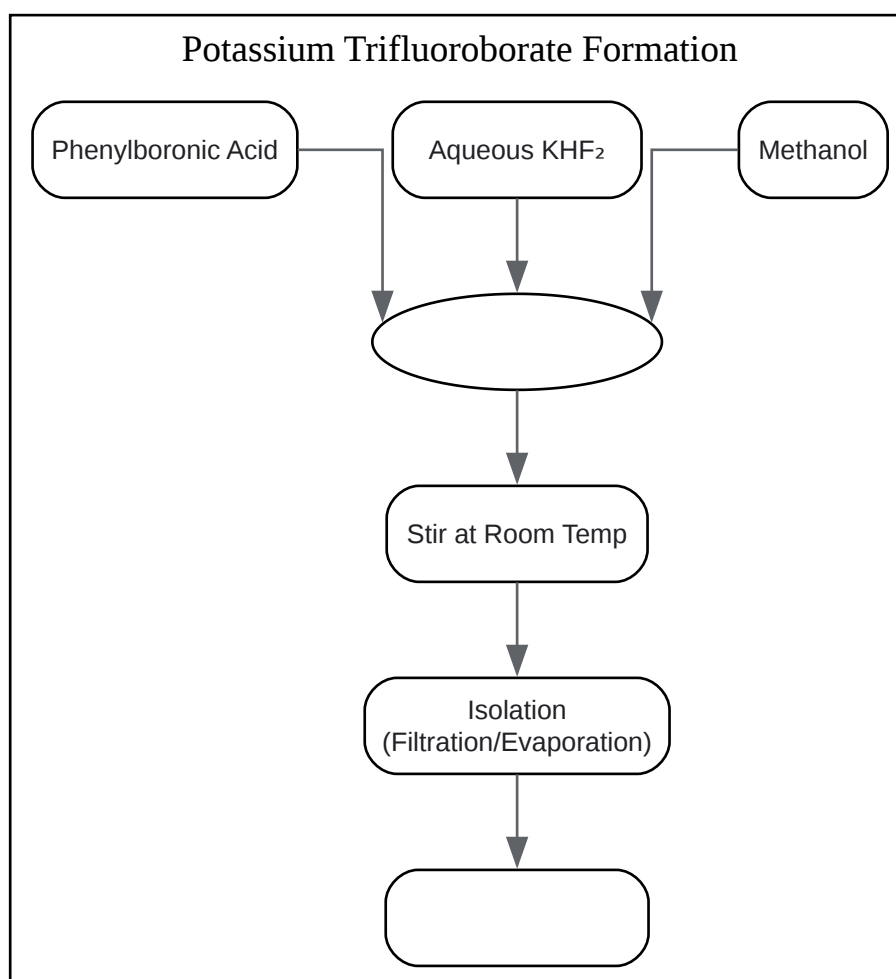 Potassium Trifluoroborate Formation
Phenylboronic Acid
Aqueous KHF₂
Methanol
Stir at Room Temp
Isolation
(Filtration/Evaporation)